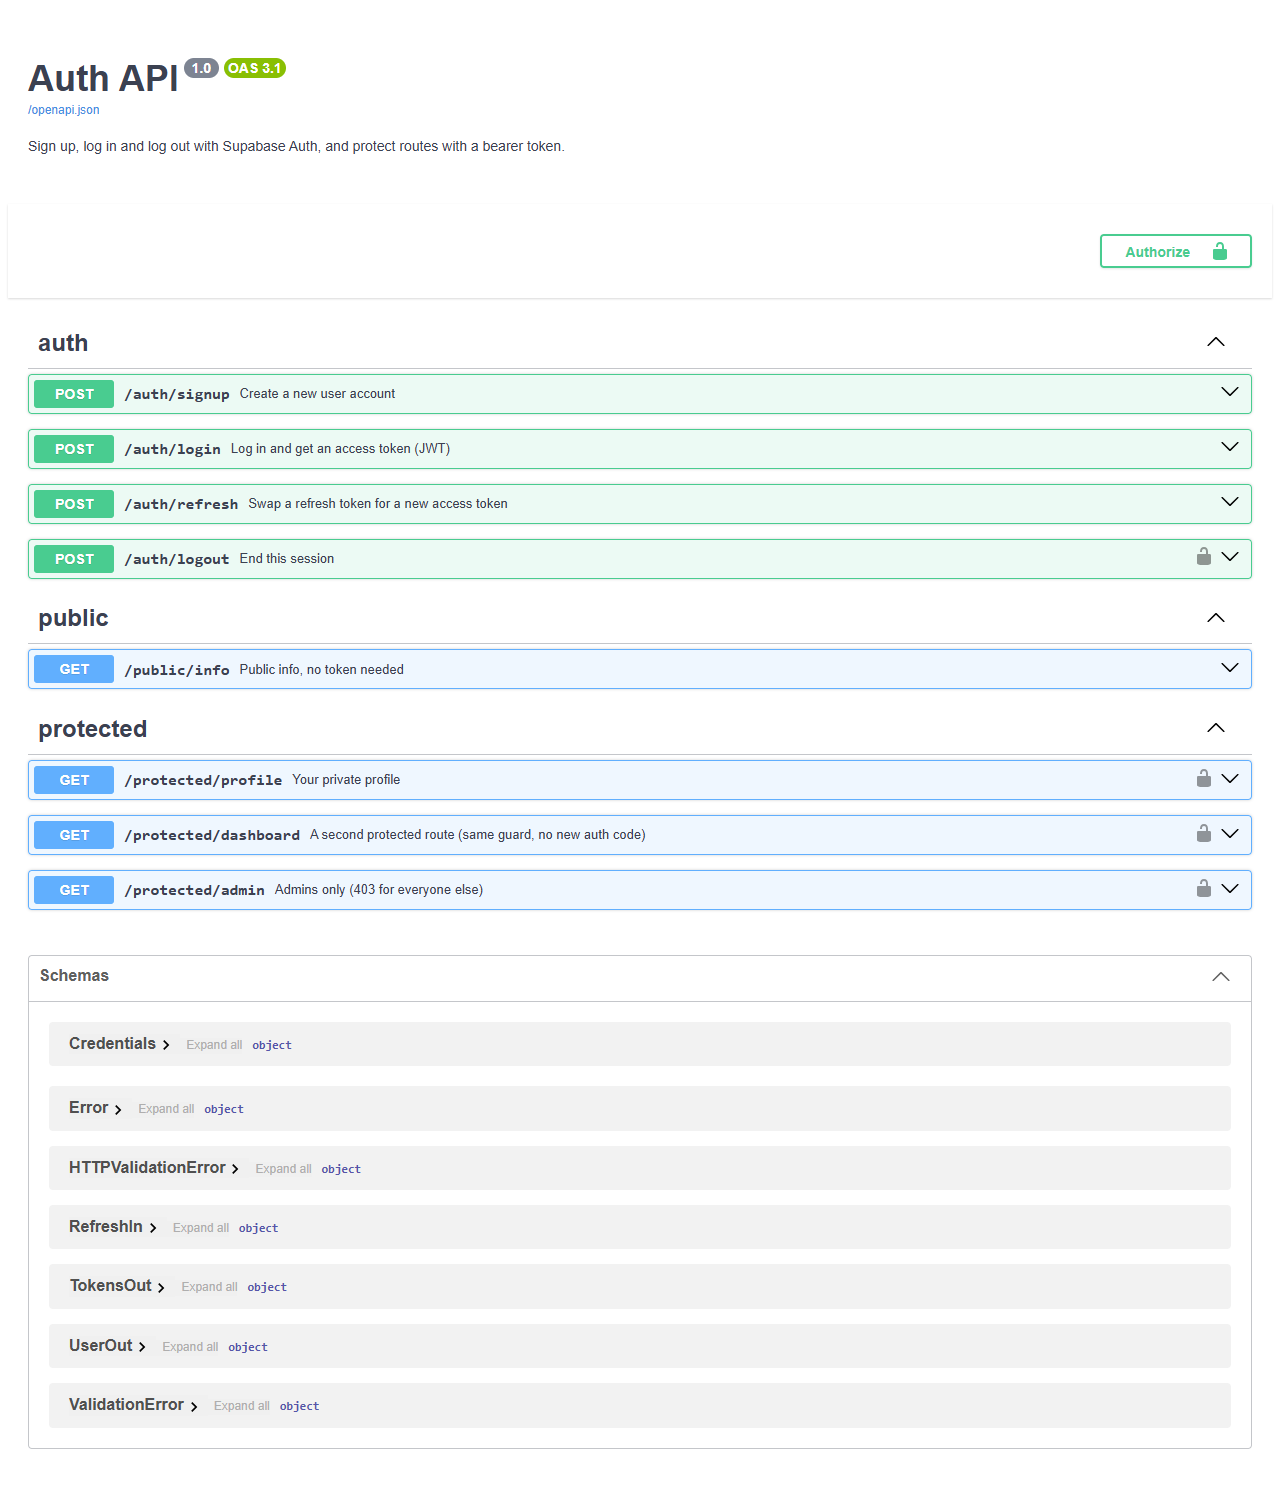 Auth API 1.0 OAS 3.1
/openapi.json
Sign up, log in and log out with Supabase Auth, and protect routes with a bearer token.
Authorize
auth
POST /auth/signup Create a new user account
POST /auth/login Log in and get an access token (JWT)
POST /auth/refresh Swap a refresh token for a new access token
POST /auth/logout End this session
public
GET /public/info Public info, no token needed
protected
GET /protected/profile Your private profile
GET /protected/dashboard A second protected route (same guard, no new auth code)
GET /protected/admin Admins only (403 for everyone else)
Schemas
Credentials Expand all object
Error Expand all object
HTTPValidationError Expand all object
RefreshIn Expand all object
TokensOut Expand all object
UserOut Expand all object
ValidationError Expand all object